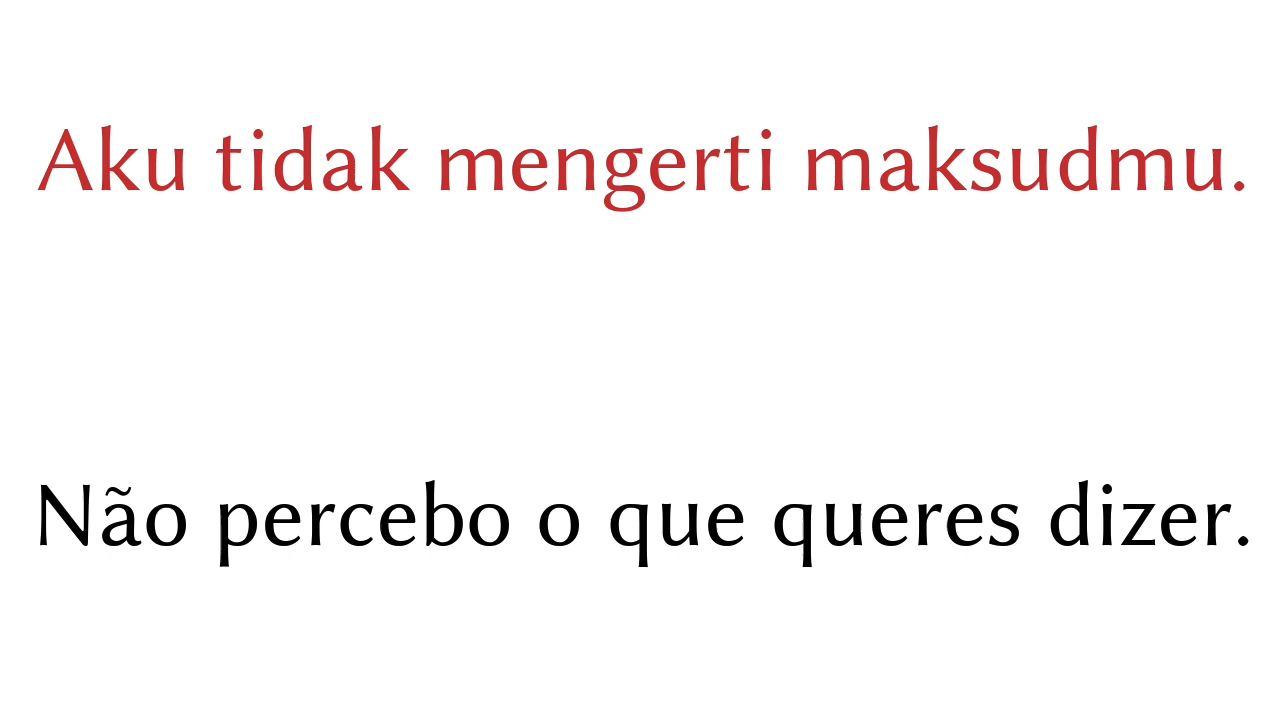 Aku tidak mengerti maksudmu.
Não percebo o que queres dizer.